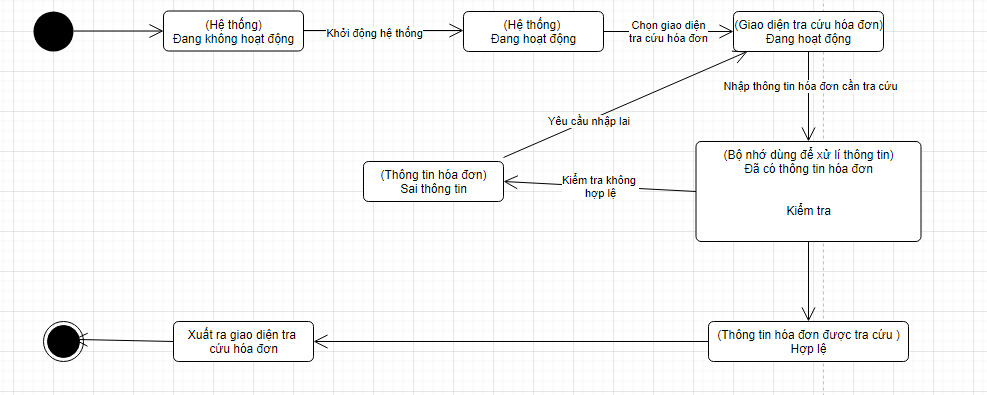 (Hệ thống)
Đang không hoạt động
Khởi động hệ thống
(Hệ thống)
Đang hoạt động
Chọn giao diện
tra cứu hóa đơn
(Giao diện tra cứu hóa đơn)
Đang hoạt động
Nhập thông tin hóa đơn cần tra cứu
Yêu cầu nhập lai
(Bộ nhớ dùng để xử lí thông tin)
Đã có thông tin hóa đơn
Kiểm tra
Kiểm tra không
hợp lệ
(Thông tin hóa đơn)
Sai thông tin
(Thông tin hóa đơn được tra cứu )
Hợp lệ
Xuất ra giao diện tra
cứu hóa đơn